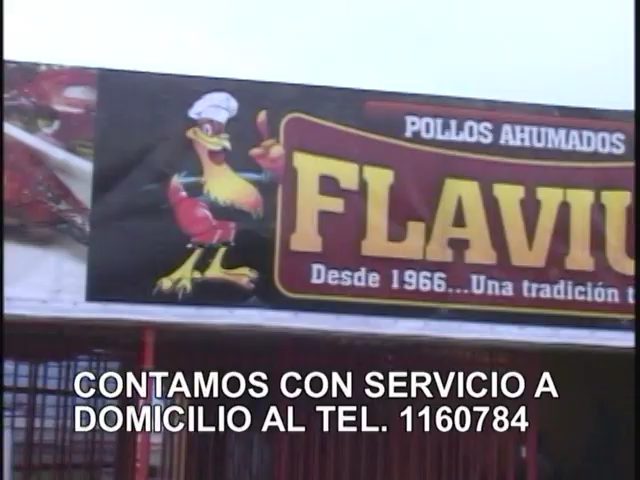 POLLOS AHUMADOS
FLAVIU
Desde 1966...Una tradición
CONTAMOS CON SERVICIO A
DOMICILIO AL TEL. 1160784